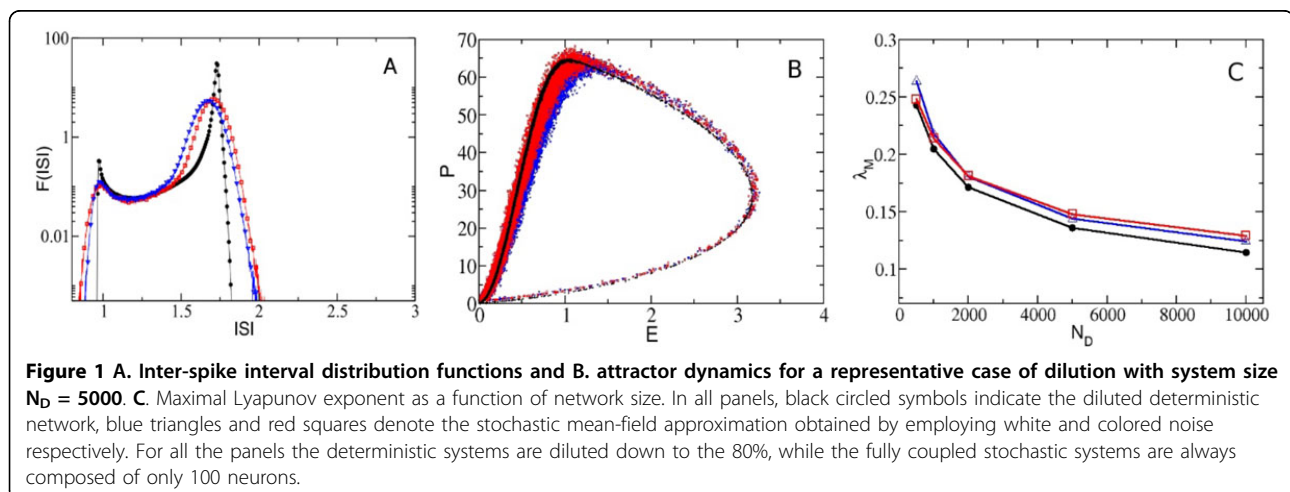 100
1
0.01
F(ISI)
A
1
1.5
2
2.5
3
ISI
70
60
50
40
30
20
10
0
P
B
0
1
2
3
4
E
0.3
0.25
0.2
0.15
0.1
λM
C
0
2000
4000
6000
8000
10000
ND
Figure 1 A. Inter-spike interval distribution functions and B. attractor dynamics for a representative case of dilution with system size
ND = 5000. C. Maximal Lyapunov exponent as a function of network size. In all panels, black circled symbols indicate the diluted deterministic
network, blue triangles and red squares denote the stochastic mean-field approximation obtained by employing white and colored noise
respectively. For all the panels the deterministic systems are diluted down to the 80%, while the fully coupled stochastic systems are always
composed of only 100 neurons.